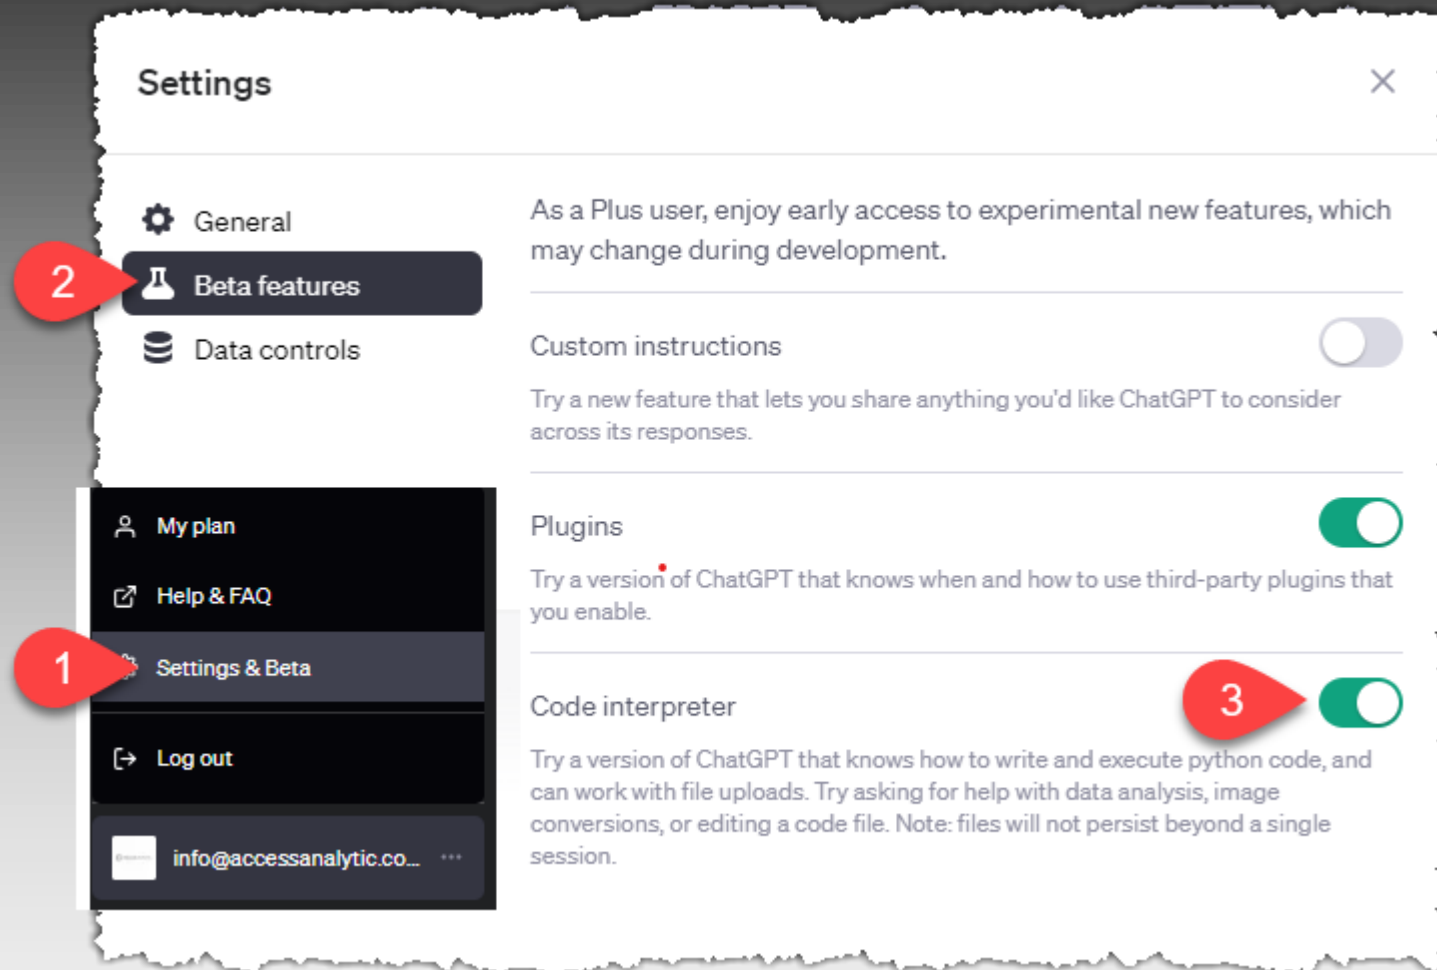 Settings
General
2
Beta features
Data controls
As a Plus user, enjoy early access to experimental new features, which
may change during development.
Custom instructions
Try a new feature that lets you share anything you'd like ChatGPT to consider
across its responses.
Plugins
Try a version of ChatGPT that knows when and how to use third-party plugins that
you enable.
Code interpreter
3
Try a version of ChatGPT that knows how to write and execute python code, and
can work with file uploads. Try asking for help with data analysis, image
conversions, or editing a code file. Note: files will not persist beyond a single
session.
My plan
Help & FAQ
1
Settings & Beta
Log out
info@accessanalytic.co...